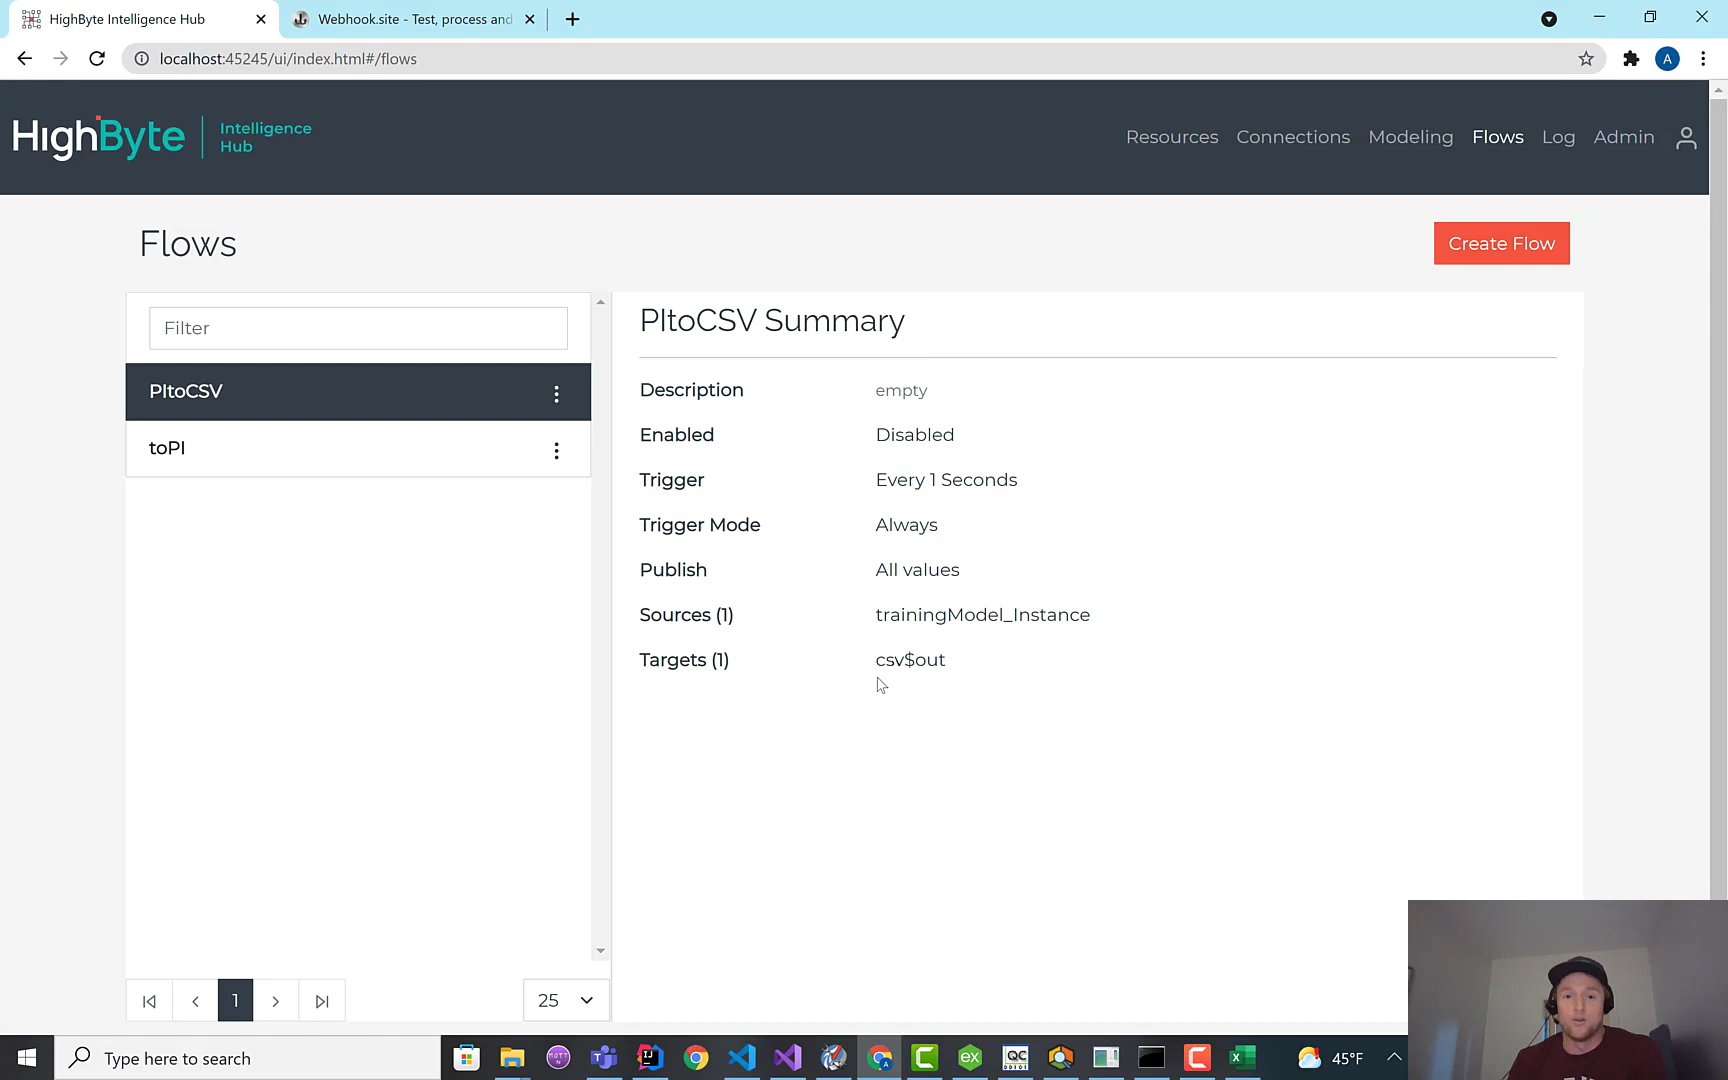 HighByte Intelligence Hub
Webhook.site - Test, process and
localhost:45245/ui/index.html#/flows
A
HighByte
Intelligence
Hub
Resources Connections Modeling Flows Log Admin
Flows
Create Flow
Filter
PItoCSV
toPI
PItoCSV Summary
Description empty
Enabled Disabled
Trigger Every 1 Seconds
Trigger Mode Always
Publish All values
Sources (1) trainingModel_Instance
Targets (1) csv$out
1
25
Type here to search
45°F